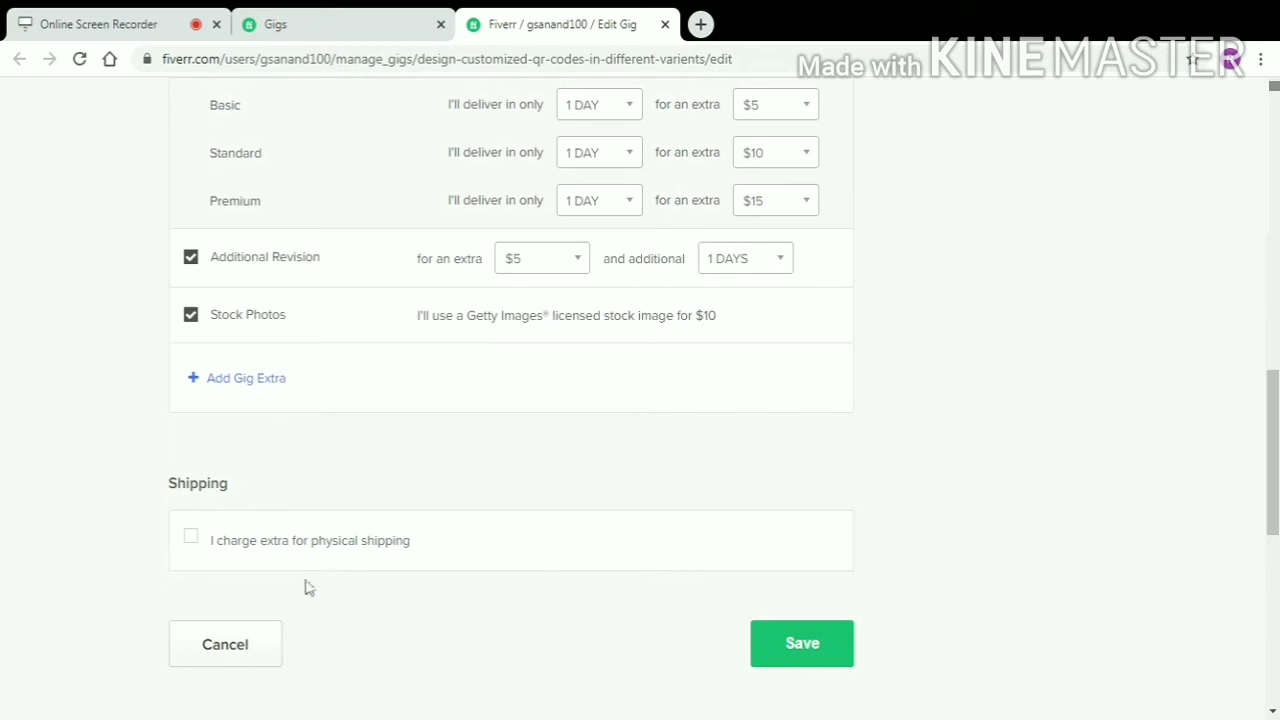 Online Screen Recorder
Gigs
Fiverr / gsanand100 / Edit Gig
fiverr.com/users/gsanand100/manage_gigs/design-customized-qr-codes-in-different-varients/edit
Made with KINEMASTER
Basic I'll deliver in only 1 DAY for an extra $5
Standard I'll deliver in only 1 DAY for an extra $10
Premium I'll deliver in only 1 DAY for an extra $15
Additional Revision for an extra $5 and additional 1 DAYS
Stock Photos I'll use a Getty Images® licensed stock image for $10
+ Add Gig Extra
Shipping
I charge extra for physical shipping
Cancel Save